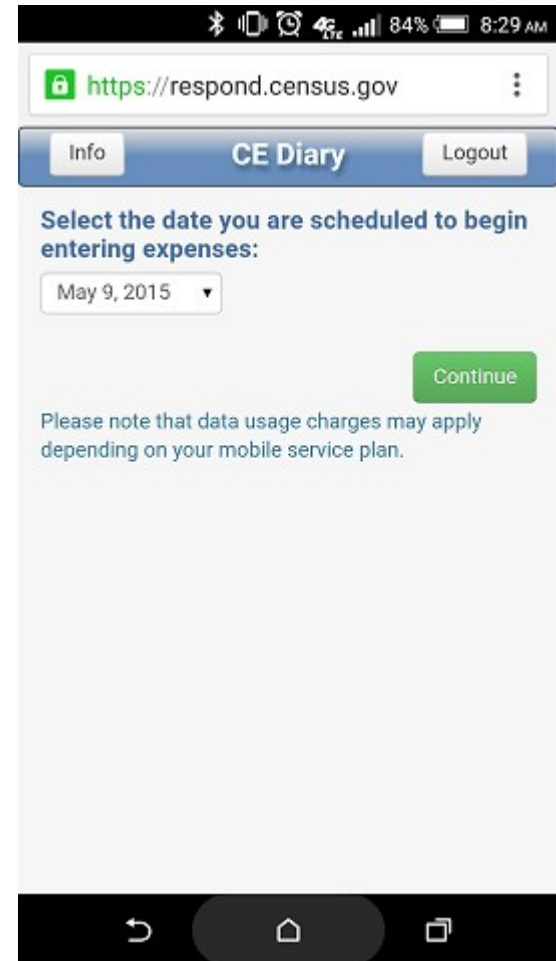 4G LTE 84% 8:29 AM
https://respond.census.gov
Info CE Diary Logout
Select the date you are scheduled to begin
entering expenses:
May 9, 2015
Continue
Please note that data usage charges may apply
depending on your mobile service plan.